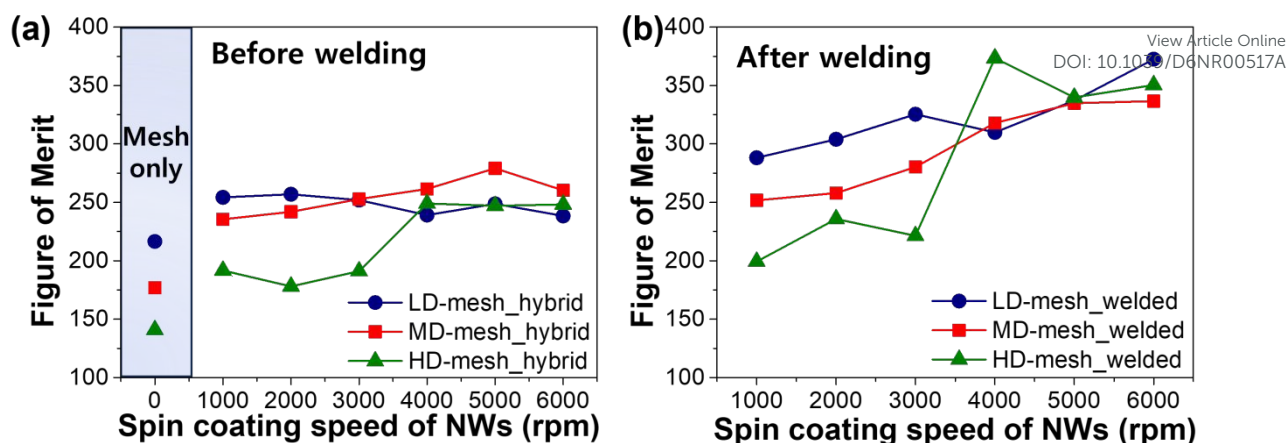 (a)
Before welding
Mesh
only
Figure of Merit
400
350
300
250
200
150
100
LD-mesh_hybrid
MD-mesh_hybrid
HD-mesh_hybrid
0 1000 2000 3000 4000 5000 6000
Spin coating speed of NWs (rpm)
(b)
After welding
View Article Online
DOI: 10.1039/D6NR00517A
Figure of Merit
400
350
300
250
200
150
100
LD-mesh_welded
MD-mesh_welded
HD-mesh_welded
1000 2000 3000 4000 5000 6000
Spin coating speed of NWs (rpm)